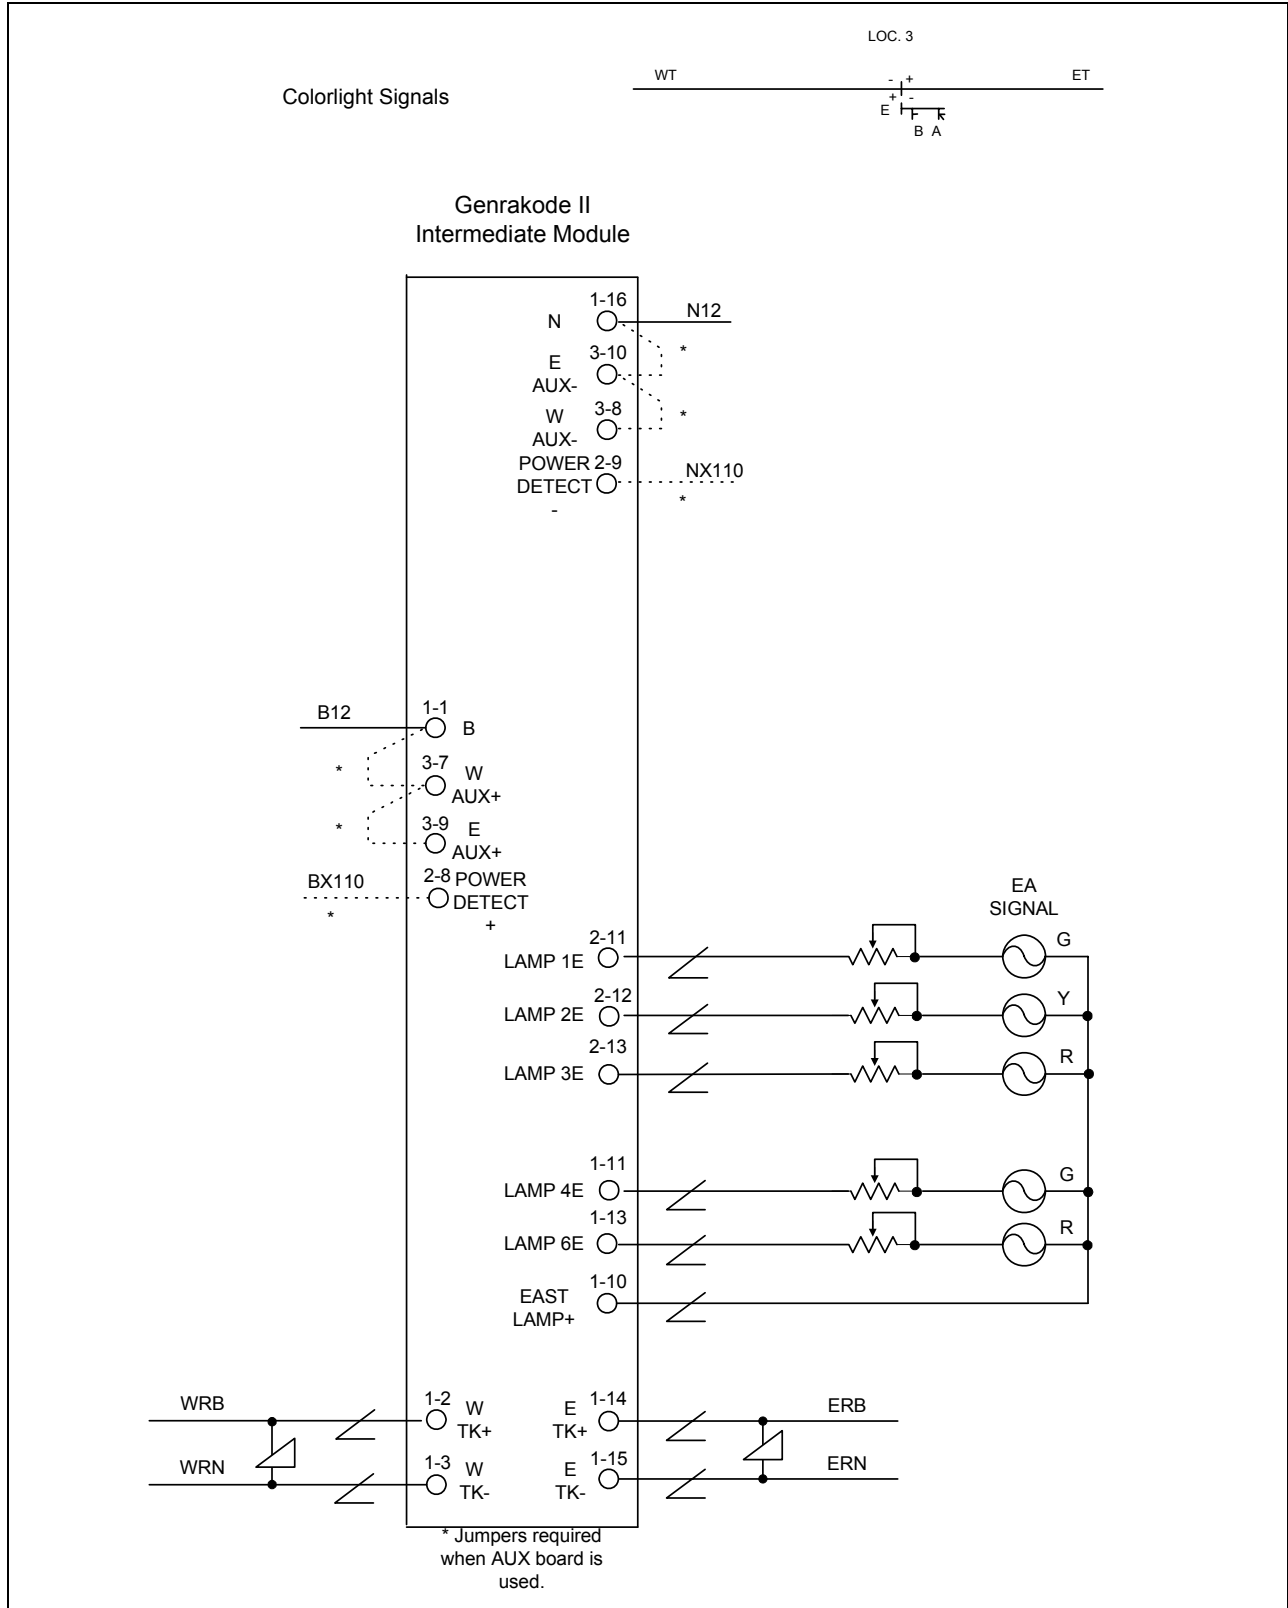 LOC. 3
WT
- +
ET
+ -
E
B A
Colorlight Signals
Genrakode II
Intermediate Module
1-16
N
N12
*
3-10
E
AUX-
*
3-8
W
AUX-
POWER
DETECT
-
2-9
NX110
*
B12
1-1
B
*
3-7
W
AUX+
*
3-9
E
AUX+
BX110
*
2-8
POWER
DETECT
+
EA
SIGNAL
2-11
LAMP 1E
G
2-12
LAMP 2E
Y
2-13
LAMP 3E
R
1-11
LAMP 4E
G
1-13
LAMP 6E
R
1-10
EAST
LAMP+
WRB
1-2
W
TK+
1-14
E
TK+
ERB
WRN
1-3
W
TK-
1-15
E
TK-
ERN
* Jumpers required
when AUX board is
used.